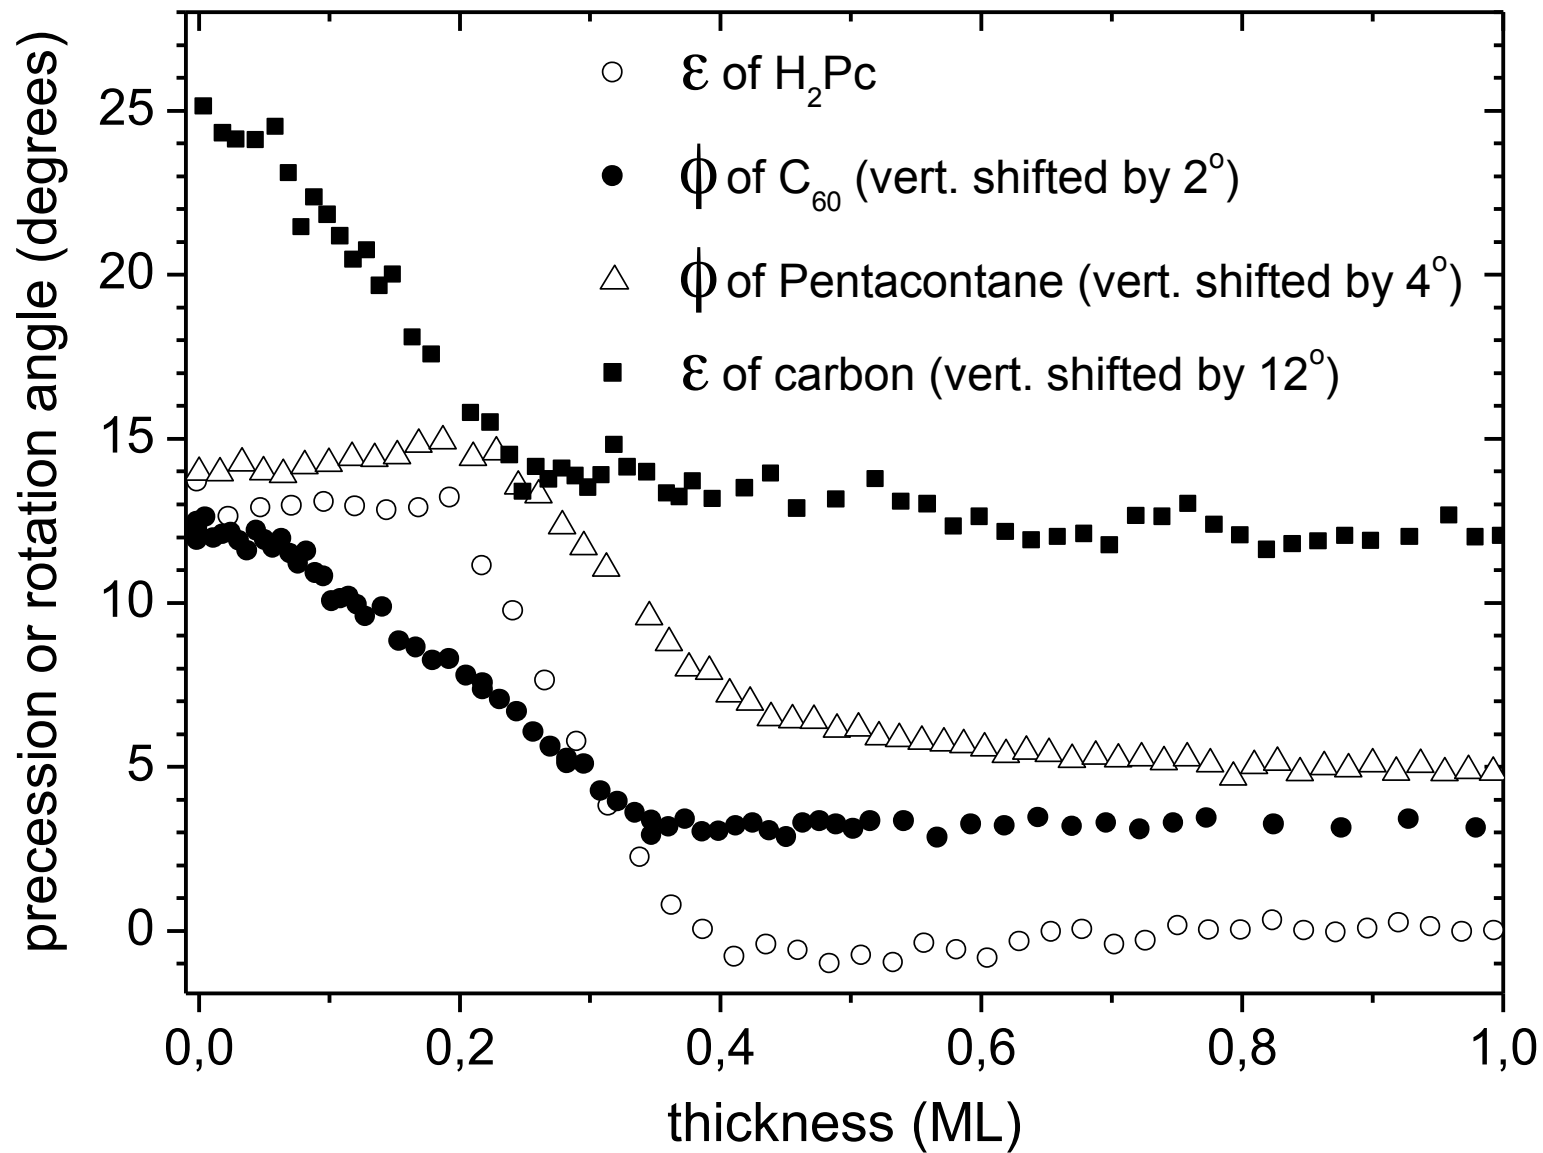 ε of H2Pc
ϕ of C60 (vert. shifted by 2°)
ϕ of Pentacontane (vert. shifted by 4°)
ε of carbon (vert. shifted by 12°)
precession or rotation angle (degrees)
25
20
15
10
5
0
0,0 0,2 0,4 0,6 0,8 1,0
thickness (ML)